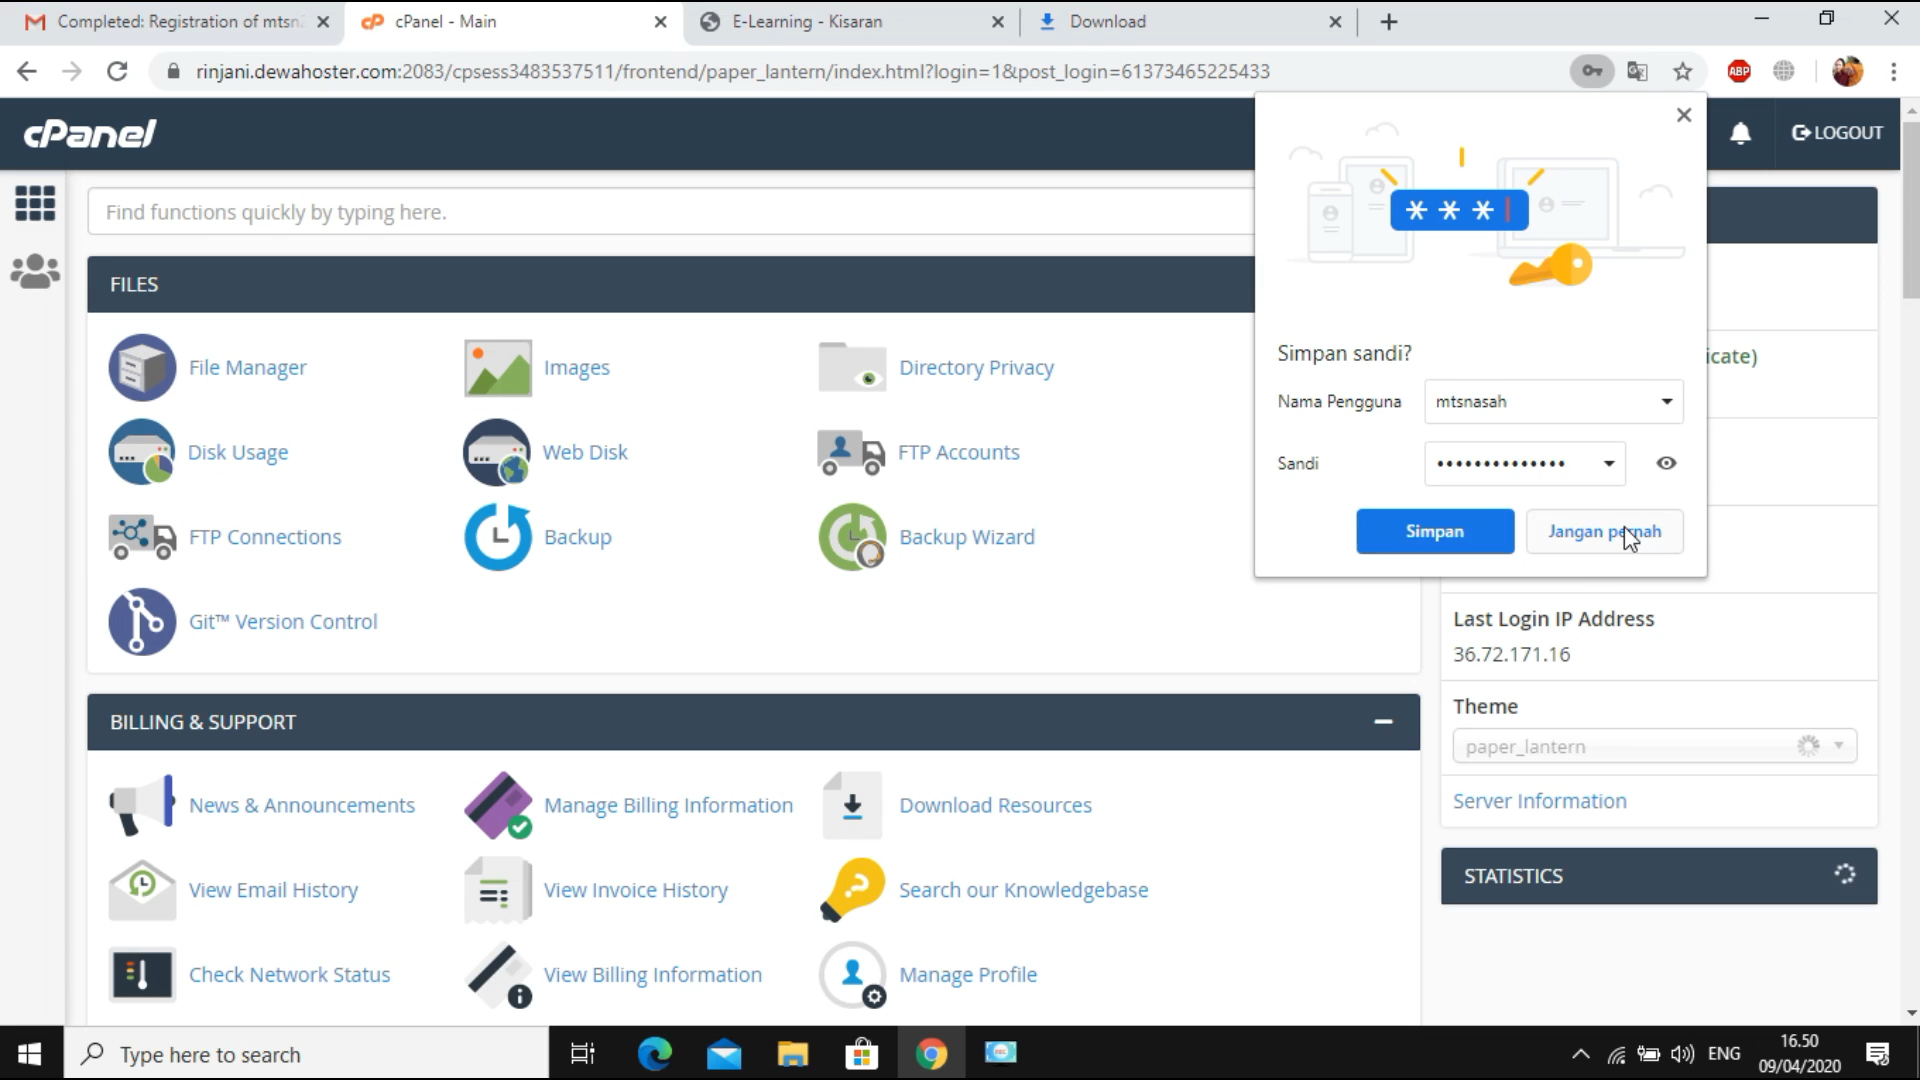 Completed: Registration of mtsn
cPanel - Main
E-Learning - Kisaran
Download
rinjani.dewahoster.com:2083/cpsess3483537511/frontend/paper_lantern/index.html?login=1&post_login=61373465225433
ABP
cPanel
LOGOUT
Find functions quickly by typing here.
FILES
File Manager
Images
Directory Privacy
Disk Usage
Web Disk
FTP Accounts
FTP Connections
Backup
Backup Wizard
Git™ Version Control
* * *
Simpan sandi?
Nama Pengguna
mtsnasah
Sandi
••••••••••••••
Simpan
Jangan pernah
icate)
Last Login IP Address
36.72.171.16
Theme
paper_lantern
Server Information
STATISTICS
BILLING & SUPPORT
News & Announcements
Manage Billing Information
Download Resources
View Email History
View Invoice History
Search our Knowledgebase
Check Network Status
View Billing Information
Manage Profile
Type here to search
ENG
16.50
09/04/2020